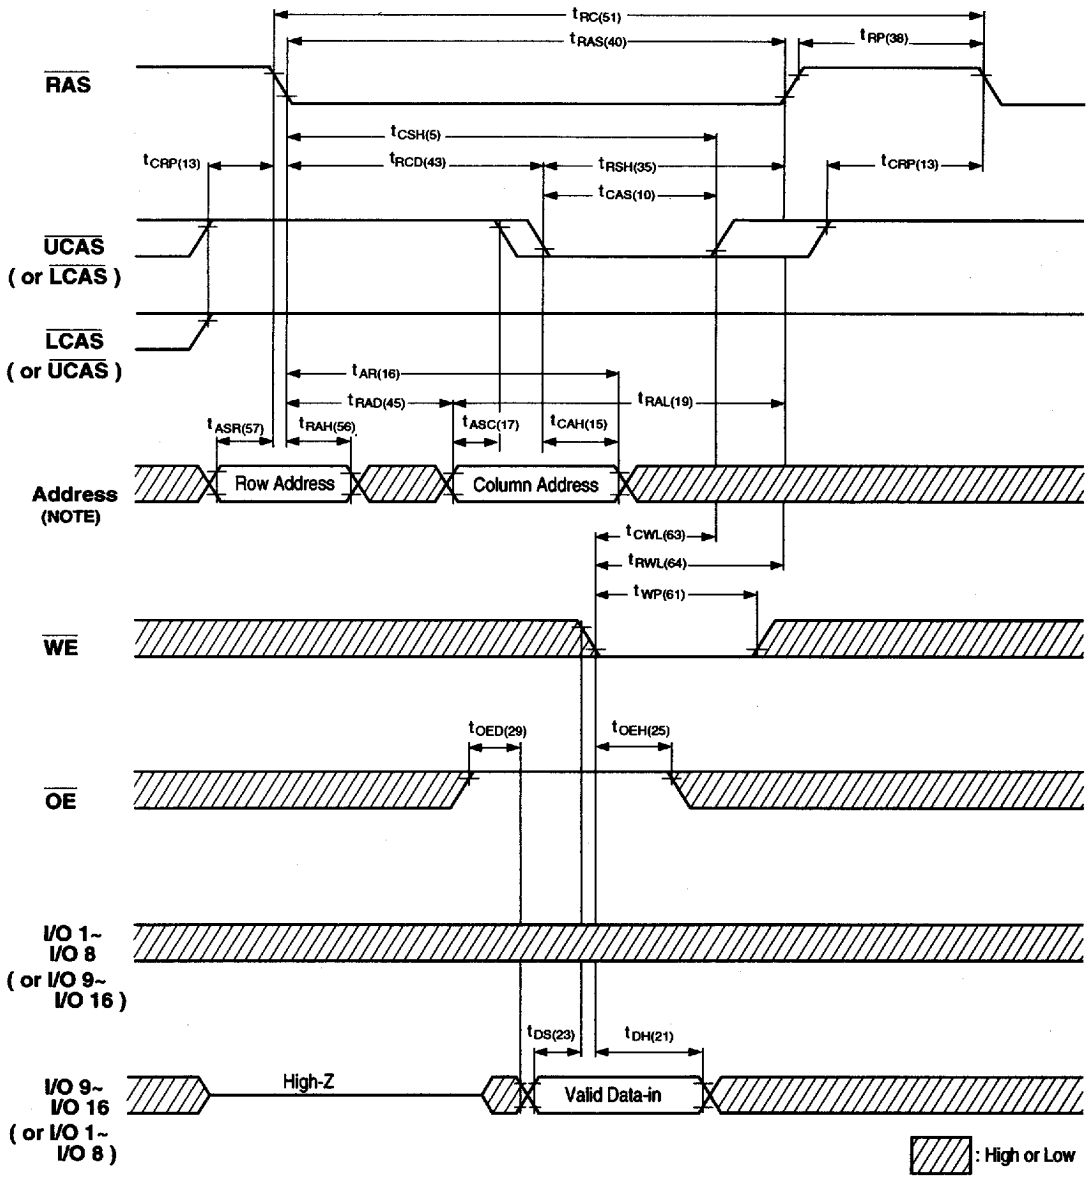 tRC(51)
tRAS(40)
tRP(38)
RAS
tCSH(5)
tCRP(13)
tRCD(43)
tRSH(35)
tCRP(13)
tCAS(10)
UCAS
( or LCAS )
LCAS
( or UCAS )
tAR(16)
tRAD(45)
tRAL(19)
tASR(57)
tRAH(56)
tASC(17)
tCAH(15)
Row Address
Column Address
Address
(NOTE)
tCWL(63)
tRWL(64)
tWP(61)
WE
tOED(29)
tOEH(25)
OE
I/O 1~
I/O 8
( or I/O 9~
I/O 16 )
tDS(23)
tDH(21)
High-Z
Valid Data-in
I/O 9~
I/O 16
( or I/O 1~
I/O 8 )
: High or Low